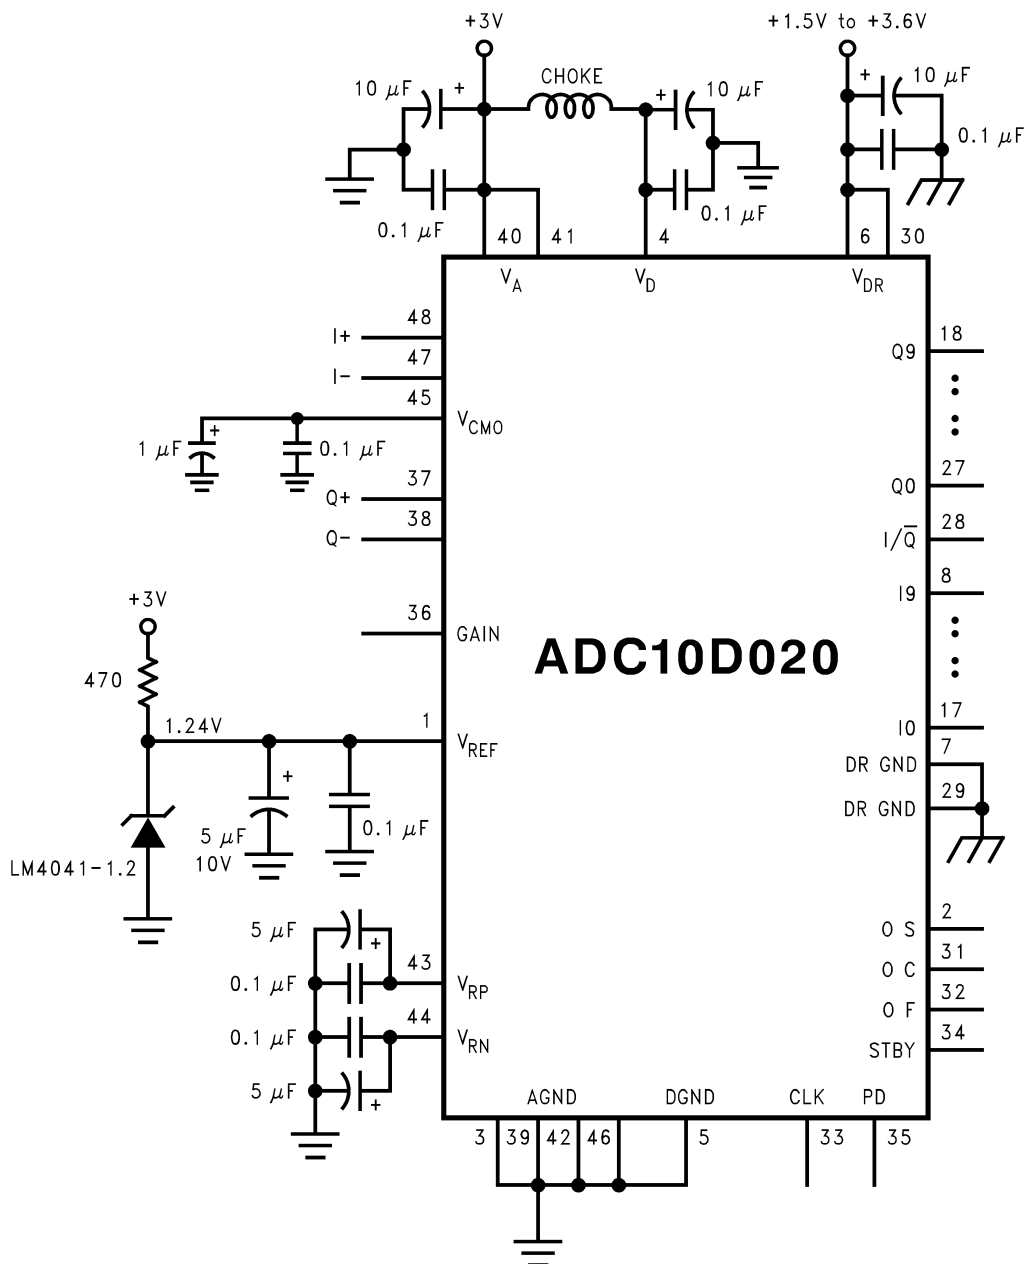 +3V
+1.5V to +3.6V
10 μF
+
CHOKE
+
10 μF
+
10 μF
0.1 μF
0.1 μF
0.1 μF
40
41
4
6
30
VA
VD
VDR
48
I+
18
Q9
47
I-
45
VCMO
+
1 μF
0.1 μF
37
Q+
27
Q0
38
Q-
28
I/Q̅
8
I9
+3V
36
GAIN
ADC10D020
470
1.24V
1
VREF
17
I0
7
DR GND
29
DR GND
+
5 μF
10V
0.1 μF
LM4041-1.2
5 μF
+
2
O S
0.1 μF
43
VRP
31
O C
0.1 μF
44
VRN
32
O F
34
STBY
5 μF
+
AGND
DGND
CLK
PD
3
39
42
46
5
33
35